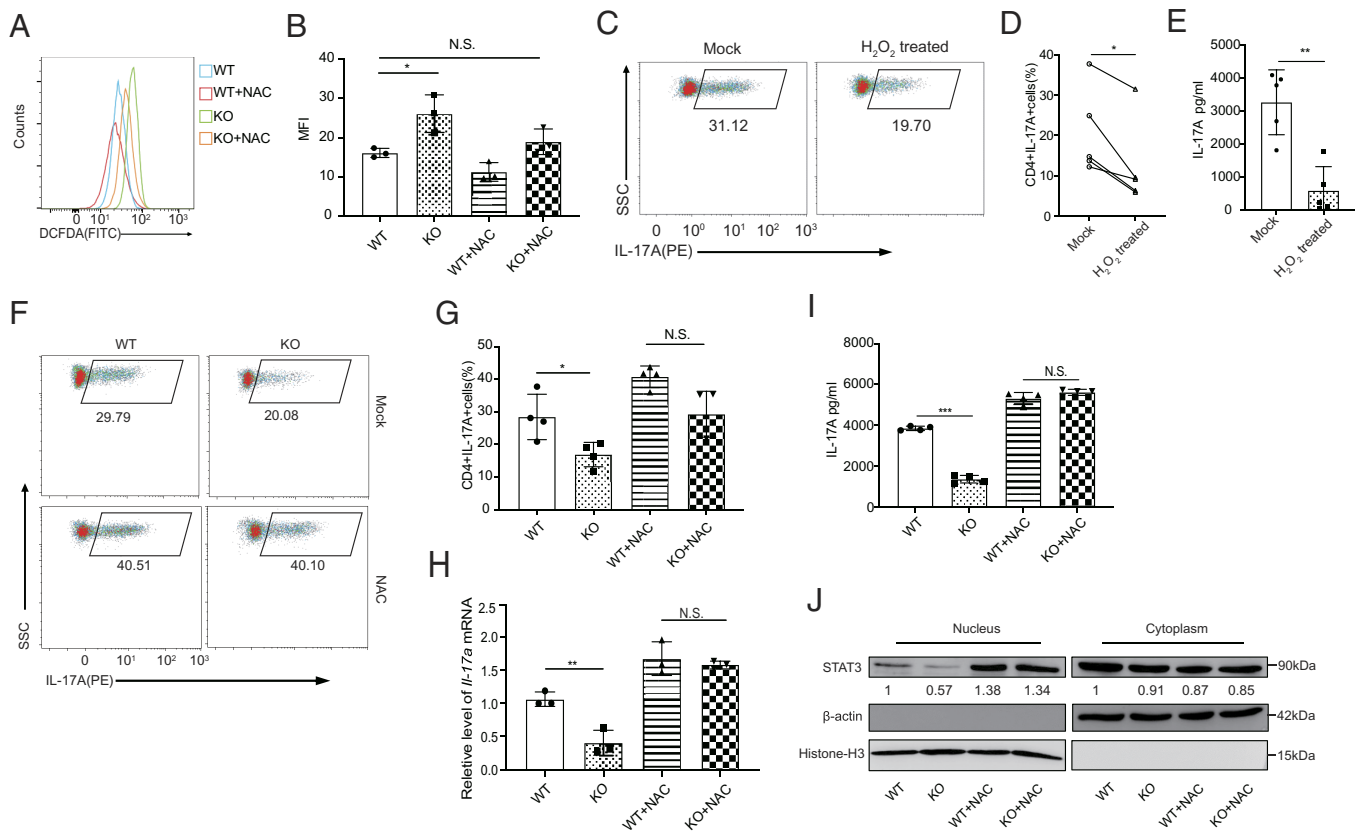 A
Counts
WT
WT+NAC
KO
KO+NAC
0 10¹ 10² 10³
DCFDA(FITC)
B
N.S.
*
MFI
40
30
20
10
0
WT
KO
WT+NAC
KO+NAC
C
Mock
H₂O₂ treated
31.12
19.70
SSC
0 10⁰ 10¹ 10² 10³
0 10¹ 10² 10³
IL-17A(PE)
D
*
CD4+IL-17A+cells(%)
40
30
20
10
0
Mock
H₂O₂ treated
E
**
IL-17A pg/ml
5000
4000
3000
2000
1000
0
Mock
H₂O₂ treated
F
WT
KO
29.79
20.08
Mock
40.51
40.10
NAC
SSC
0 10¹ 10² 10³
0 10¹ 10² 10³
IL-17A(PE)
G
N.S.
*
CD4+IL-17A+cells(%)
50
40
30
20
10
0
WT
KO
WT+NAC
KO+NAC
I
N.S.
***
IL-17A pg/ml
8000
6000
4000
2000
0
WT
KO
WT+NAC
KO+NAC
H
N.S.
**
Reletive level of Il-17a mRNA
2.5
2.0
1.5
1.0
0.5
0.0
WT
KO
WT+NAC
KO+NAC
J
Nucleus Cytoplasm
STAT3 90kDa
1 0.57 1.38 1.34 1 0.91 0.87 0.85
β-actin 42kDa
Histone-H3 15kDa
WT KO WT+NAC KO+NAC WT KO WT+NAC KO+NAC